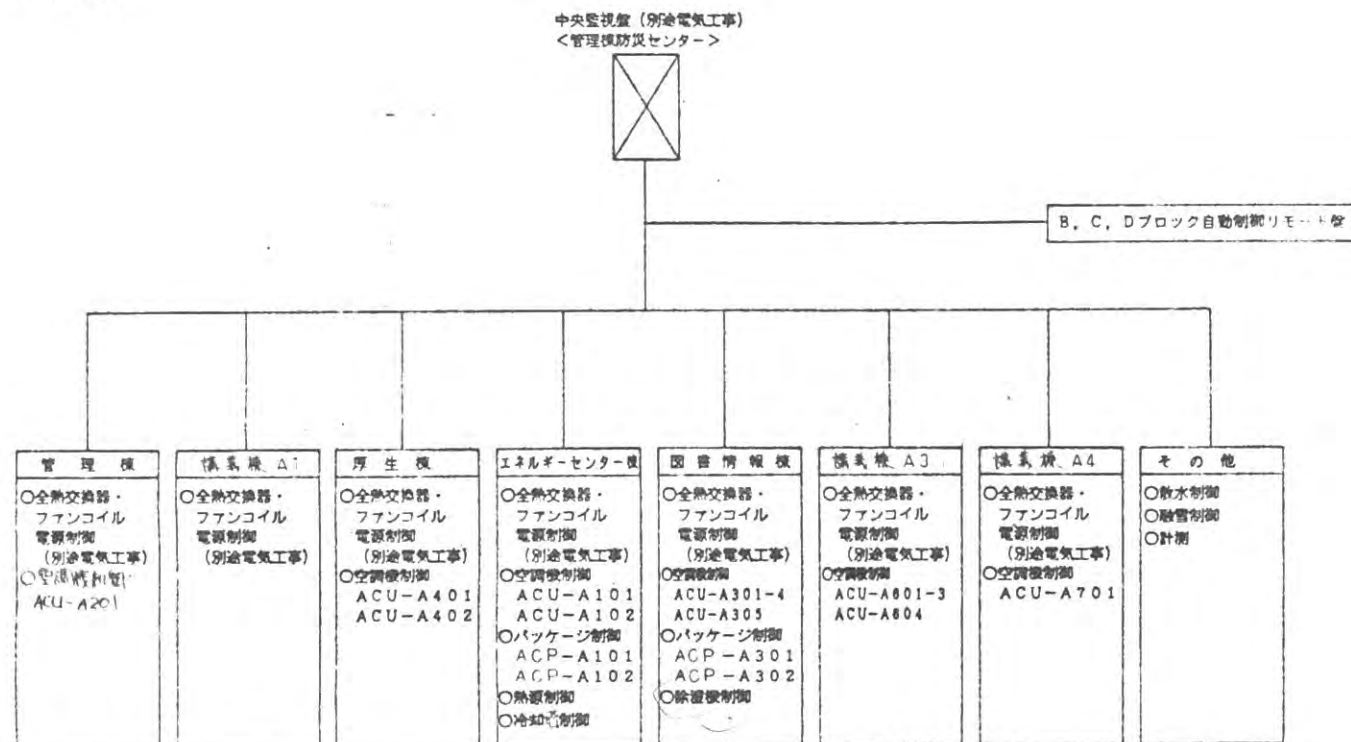 中央監視盤（別途電気工事）
＜管理棟防災センター＞
B，C，Dブロック自動制御リモート盤
管理棟
○全熱交換器・
ファンコイル
電源制御
（別途電気工事）
○空調機制御
ACU-A201
講義棟 A1
○全熱交換器・
ファンコイル
電源制御
（別途電気工事）
厚生棟
○全熱交換器・
ファンコイル
電源制御
（別途電気工事）
○空調機制御
ACU-A401
ACU-A402
エネルギーセンター棟
○全熱交換器・
ファンコイル
電源制御
（別途電気工事）
○空調機制御
ACU-A101
ACU-A102
○パッケージ制御
ACP-A101
ACP-A102
○熱源制御
○冷却塔制御
図書情報棟
○全熱交換器・
ファンコイル
電源制御
（別途電気工事）
○空調機制御
ACU-A301-4
ACU-A305
○パッケージ制御
ACP-A301
ACP-A302
○除湿機制御
講義棟 A3
○全熱交換器・
ファンコイル
電源制御
（別途電気工事）
○空調機制御
ACU-A601-3
ACU-A604
講義棟 A4
○全熱交換器・
ファンコイル
電源制御
（別途電気工事）
○空調機制御
ACU-A701
その他
○散水制御
○融雪制御
○計測